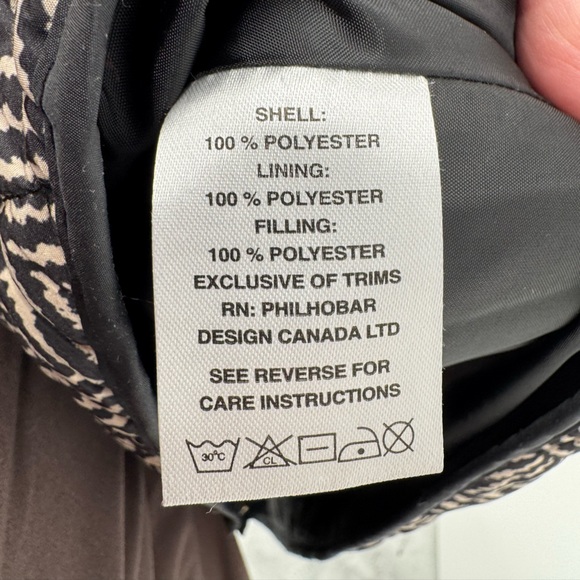 SHELL:
100 % POLYESTER
LINING:
100 % POLYESTER
FILLING:
100 % POLYESTER
EXCLUSIVE OF TRIMS
RN: PHILHOBAR
DESIGN CANADA LTD
SEE REVERSE FOR
CARE INSTRUCTIONS
30°C CL